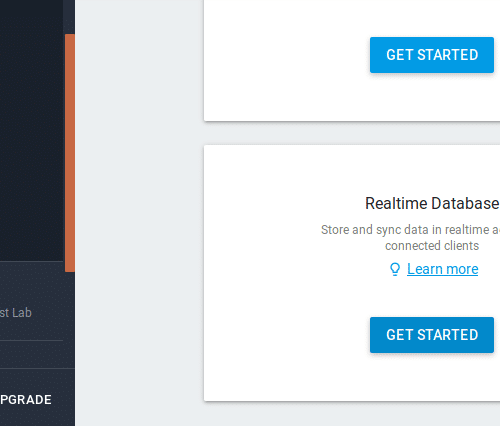 GET STARTED
Realtime Database
Store and sync data in realtime a
connected clients
Learn more
GET STARTED
st Lab
PGRADE